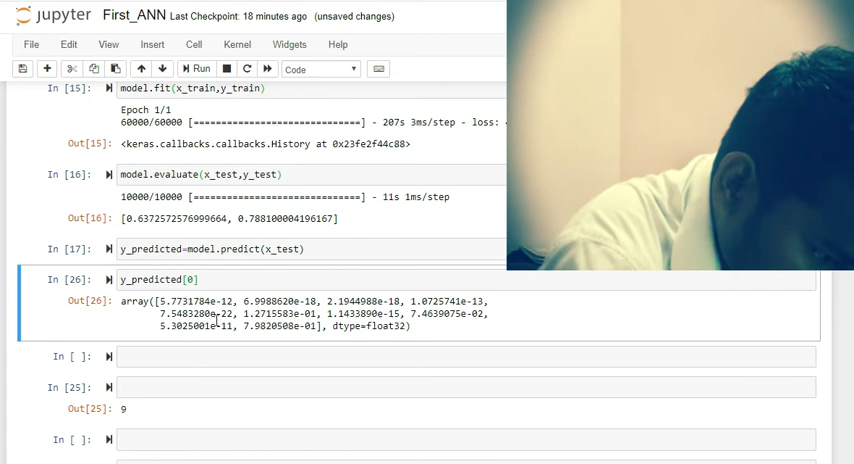 jupyter First_ANN Last Checkpoint: 18 minutes ago (unsaved changes)
File Edit View Insert Cell Kernel Widgets Help
Run Code
In [15]: model.fit(x_train,y_train)
Epoch 1/1
60000/60000 [==============================] - 207s 3ms/step - loss:
Out[15]: <keras.callbacks.callbacks.History at 0x23fe2f44c88>
In [16]: model.evaluate(x_test,y_test)
10000/10000 [==============================] - 11s 1ms/step
Out[16]: [0.6372572576999664, 0.788100004196167]
In [17]: y_predicted=model.predict(x_test)
In [26]: y_predicted[0]
Out[26]: array([5.7731784e-12, 6.9988620e-18, 2.1944988e-18, 1.0725741e-13,
7.5483280e-22, 1.2715583e-01, 1.1433890e-15, 7.4639075e-02,
5.3025001e-11, 7.9820508e-01], dtype=float32)
In [ ]:
In [25]:
Out[25]: 9
In [ ]: